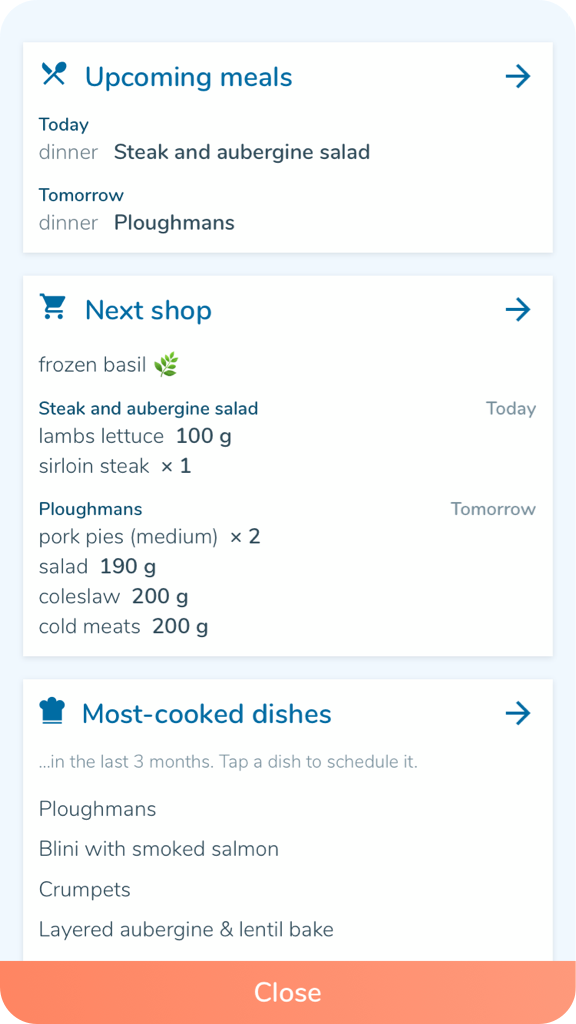 Upcoming meals
Today
dinner Steak and aubergine salad
Tomorrow
dinner Ploughmans
Next shop
frozen basil 🌿
Steak and aubergine salad Today
lambs lettuce 100 g
sirloin steak × 1
Ploughmans Tomorrow
pork pies (medium) × 2
salad 190 g
coleslaw 200 g
cold meats 200 g
Most-cooked dishes
...in the last 3 months. Tap a dish to schedule it.
Ploughmans
Blini with smoked salmon
Crumpets
Layered aubergine & lentil bake
Close